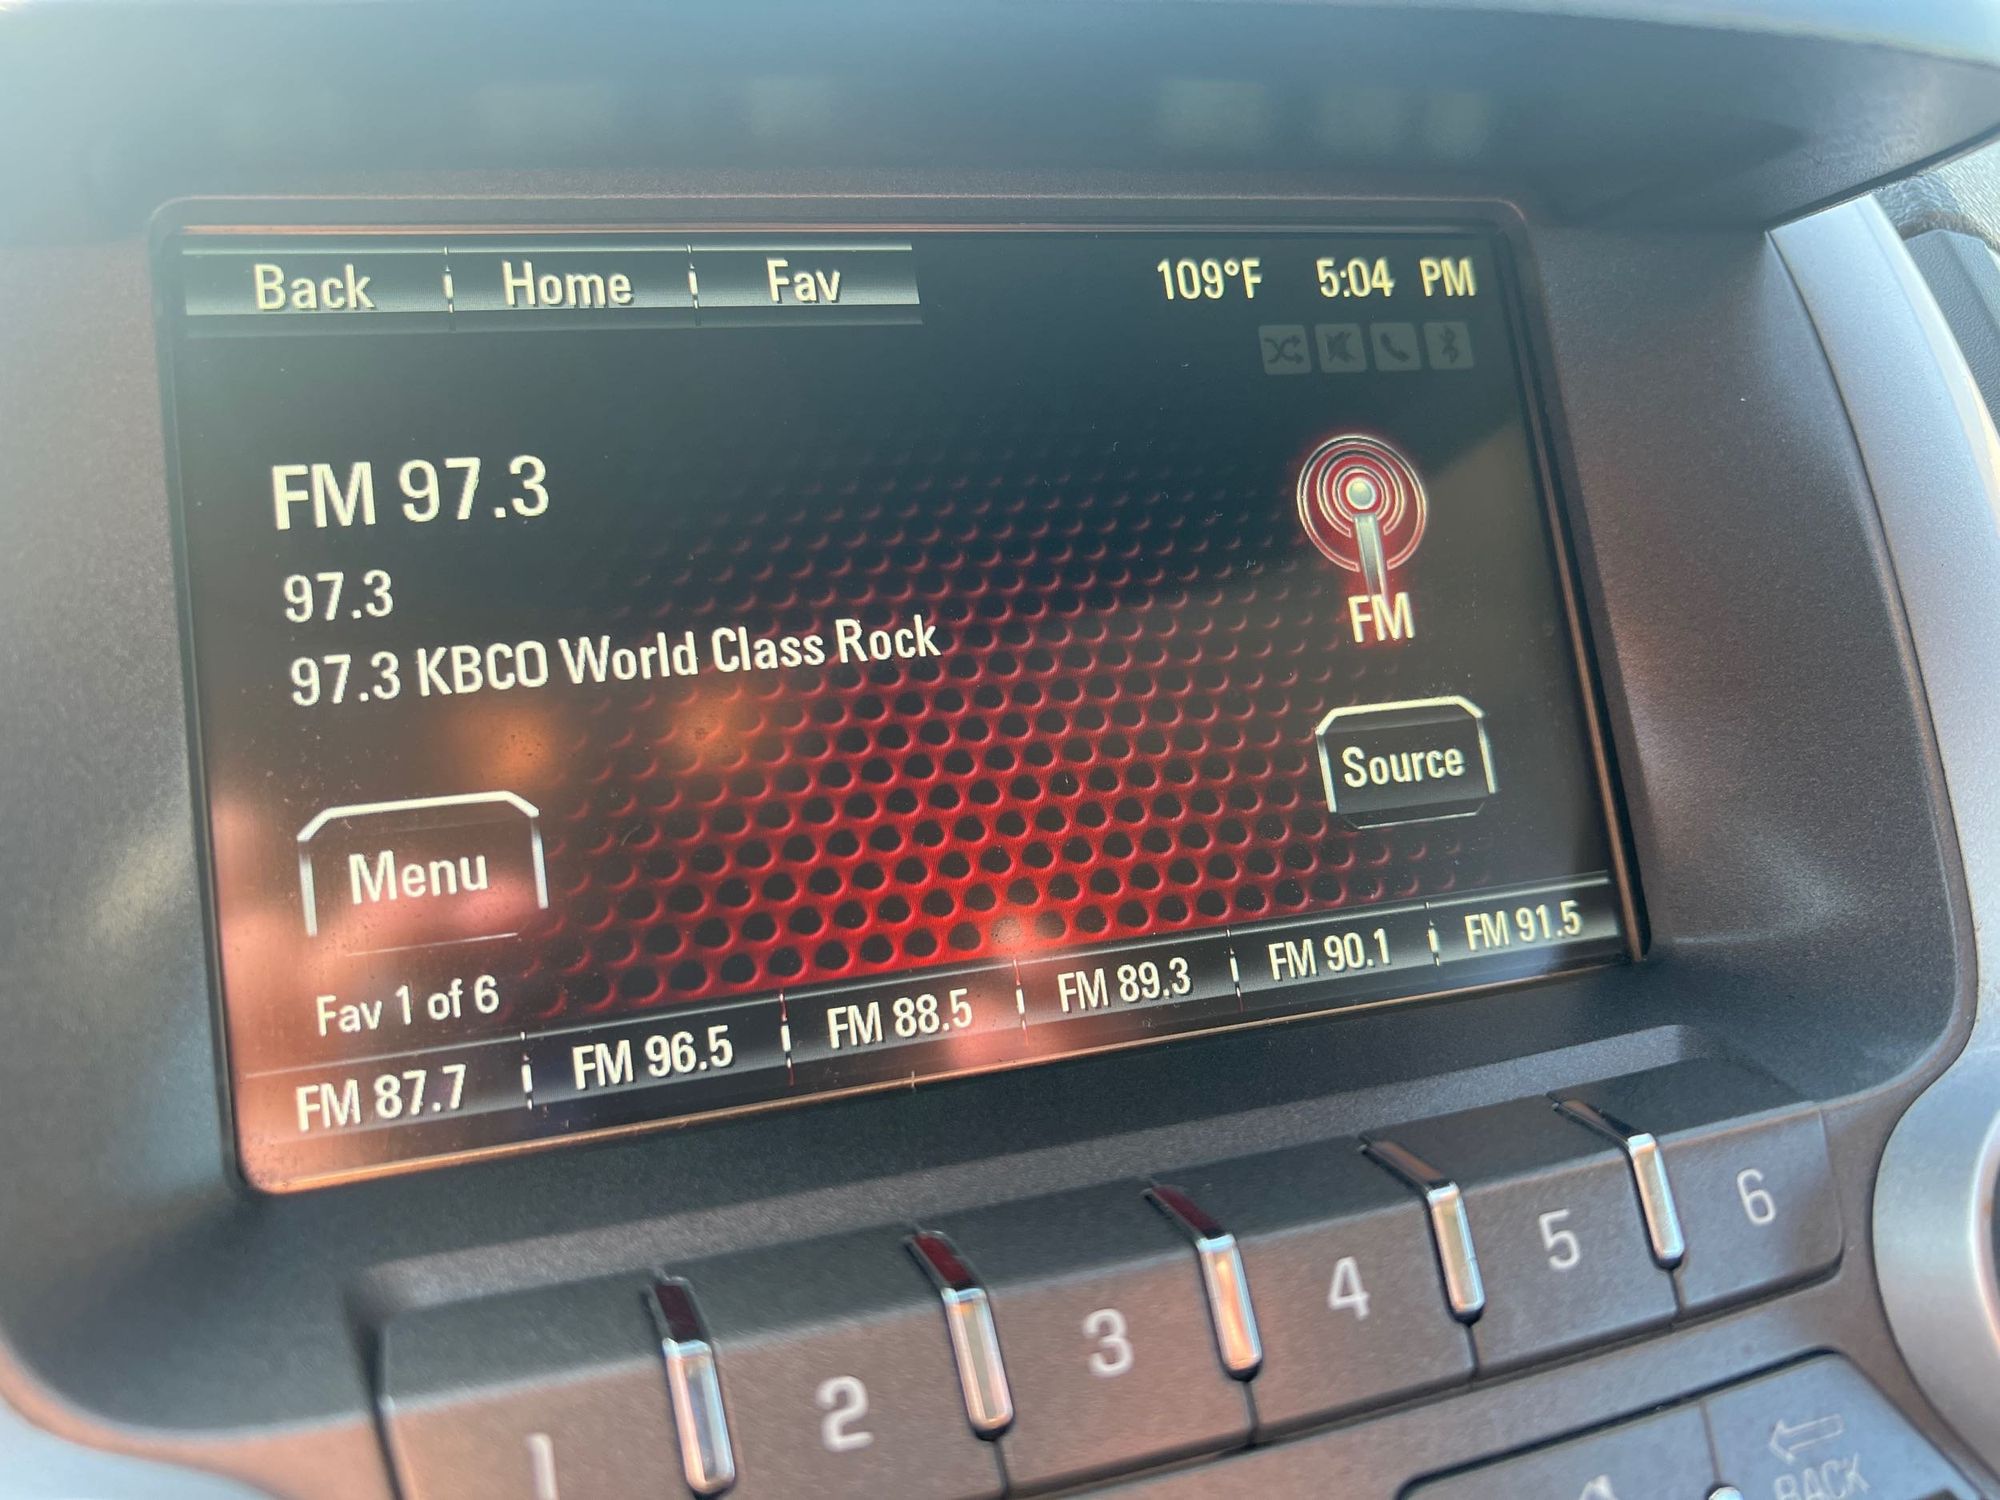 Back Home Fav 109°F 5:04 PM
FM 97.3
97.3
97.3 KBCO World Class Rock
FM
Source
Menu
Fav 1 of 6
FM 87.7 FM 96.5 FM 88.5 FM 89.3 FM 90.1 FM 91.5
1 2 3 4 5 6
BACK